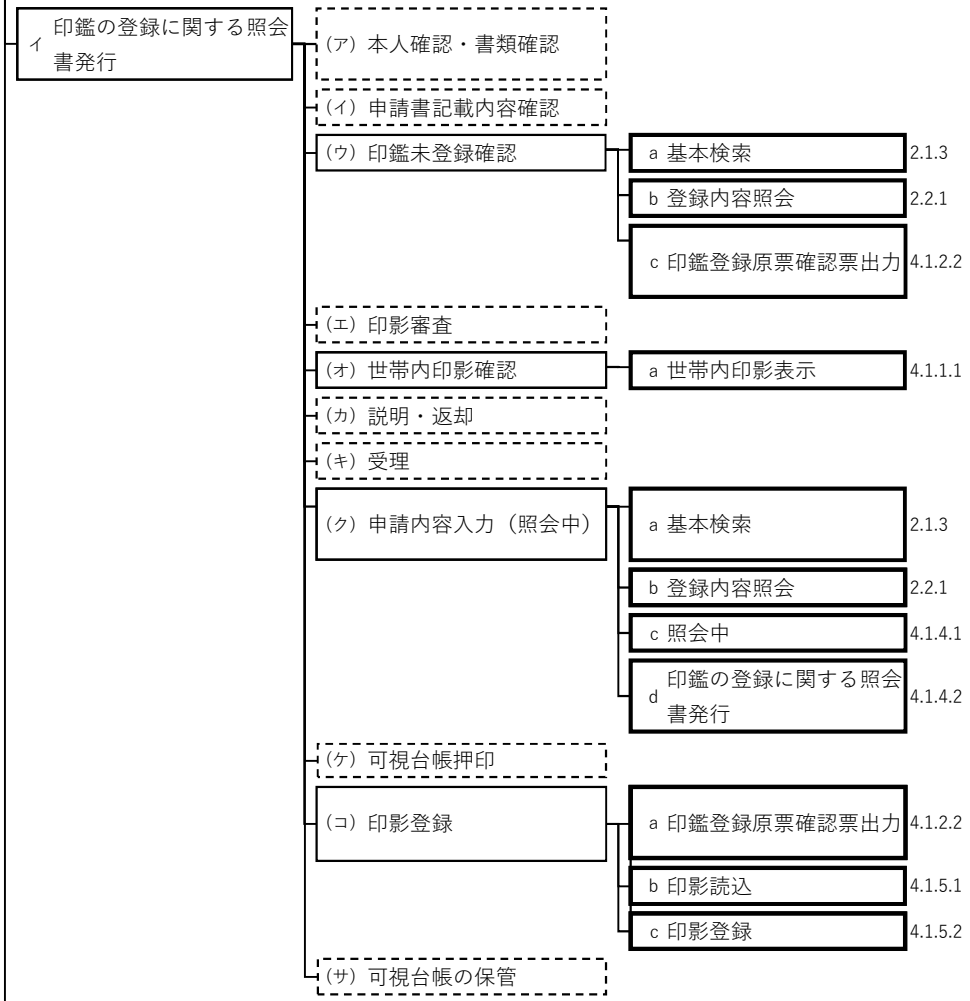 イ 印鑑の登録に関する照会
書発行
(ア) 本人確認・書類確認
(イ) 申請書記載内容確認
(ウ) 印鑑未登録確認
a 基本検索 2.1.3
b 登録内容照会 2.2.1
c 印鑑登録原票確認票出力 4.1.2.2
(エ) 印影審査
(オ) 世帯内印影確認
a 世帯内印影表示 4.1.1.1
(カ) 説明・返却
(キ) 受理
(ク) 申請内容入力（照会中）
a 基本検索 2.1.3
b 登録内容照会 2.2.1
c 照会中 4.1.4.1
d 印鑑の登録に関する照会
書発行 4.1.4.2
(ケ) 可視台帳押印
(コ) 印影登録
a 印鑑登録原票確認票出力 4.1.2.2
b 印影読込 4.1.5.1
c 印影登録 4.1.5.2
(サ) 可視台帳の保管